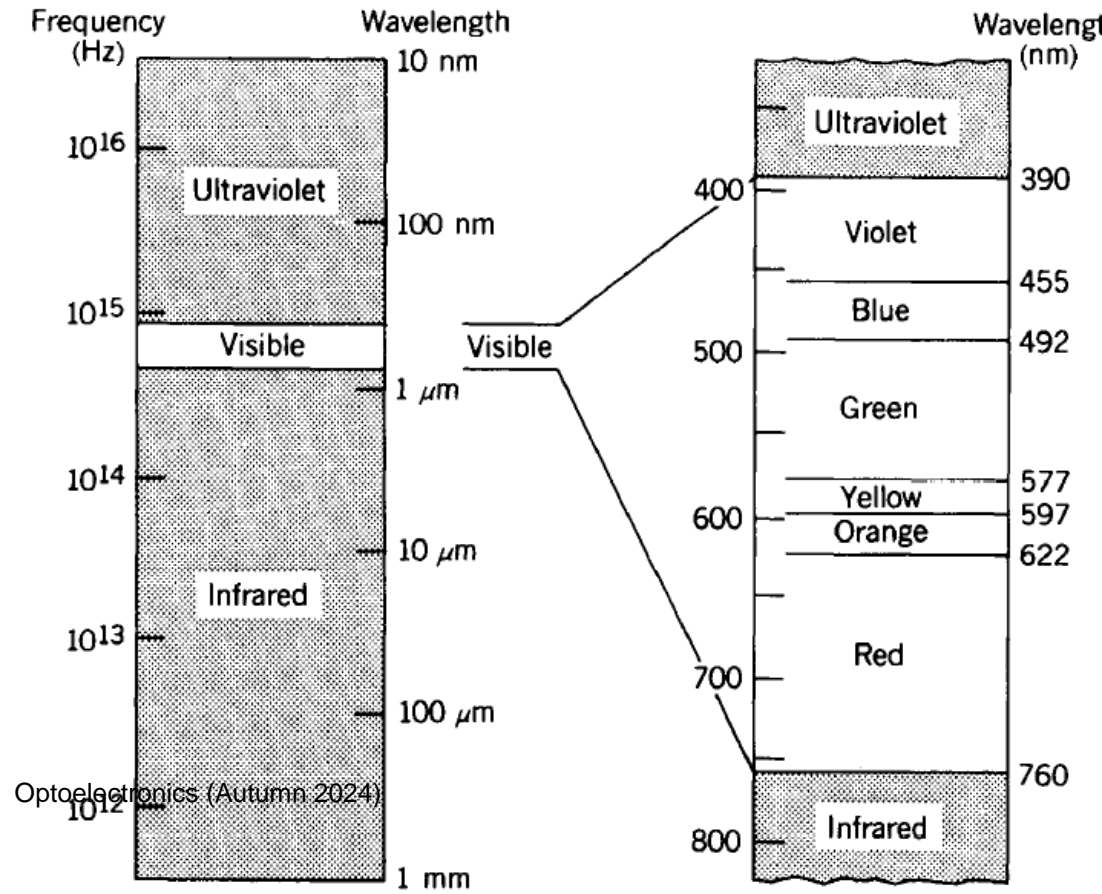 Frequency
(Hz)
Wavelength
10 nm
10¹⁶
Ultraviolet
100 nm
10¹⁵
Visible
1 μm
10¹⁴
10 μm
Infrared
10¹³
100 μm
10¹²
Optoelectronics (Autumn 2024)
1 mm
Visible
Waveleng
(nm)
Ultraviolet
400
390
Violet
455
Blue
492
500
Green
577
Yellow
597
600
Orange
622
Red
700
760
Infrared
800